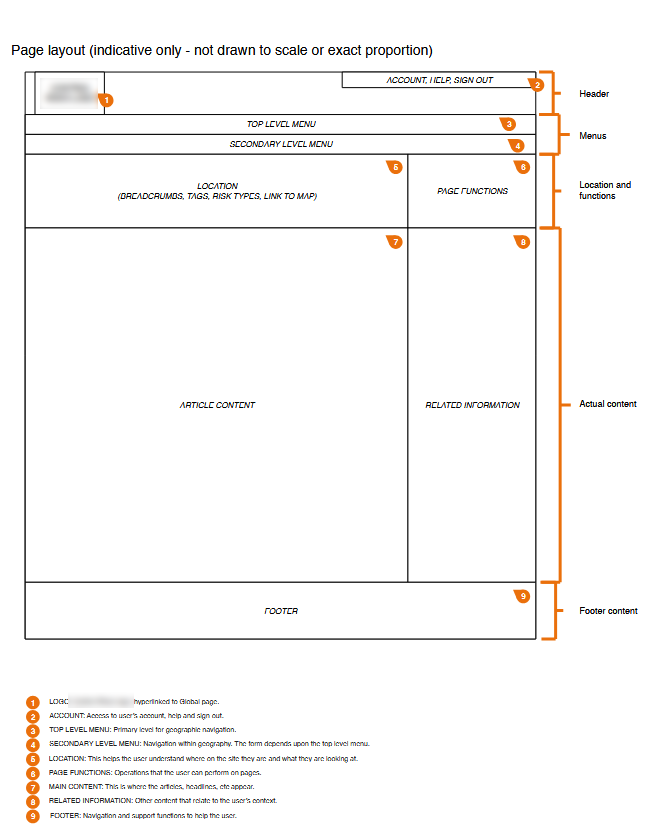 Page layout (indicative only - not drawn to scale or exact proportion)
ACCOUNT, HELP, SIGN OUT
1
2
Header
TOP LEVEL MENU
3
Menus
SECONDARY LEVEL MENU
4
5
6
LOCATION
(BREADCRUMBS, TAGS, RISK TYPES, LINK TO MAP)
PAGE FUNCTIONS
Location and
functions
7
8
ARTICLE CONTENT
RELATED INFORMATION
Actual content
9
FOOTER
Footer content
1 LOGO hyperlinked to Global page.
2 ACCOUNT: Access to user's account, help and sign out.
3 TOP LEVEL MENU: Primary level for geographic navigation.
4 SECONDARY LEVEL MENU: Navigation within geography. The form depends upon the top level menu.
5 LOCATION: This helps the user understand where on the site they are and what they are looking at.
6 PAGE FUNCTIONS: Operations that the user can perform on pages.
7 MAIN CONTENT: This is where the articles, headlines, etc appear.
8 RELATED INFORMATION: Other content that relate to the user's context.
9 FOOTER: Navigation and support functions to help the user.